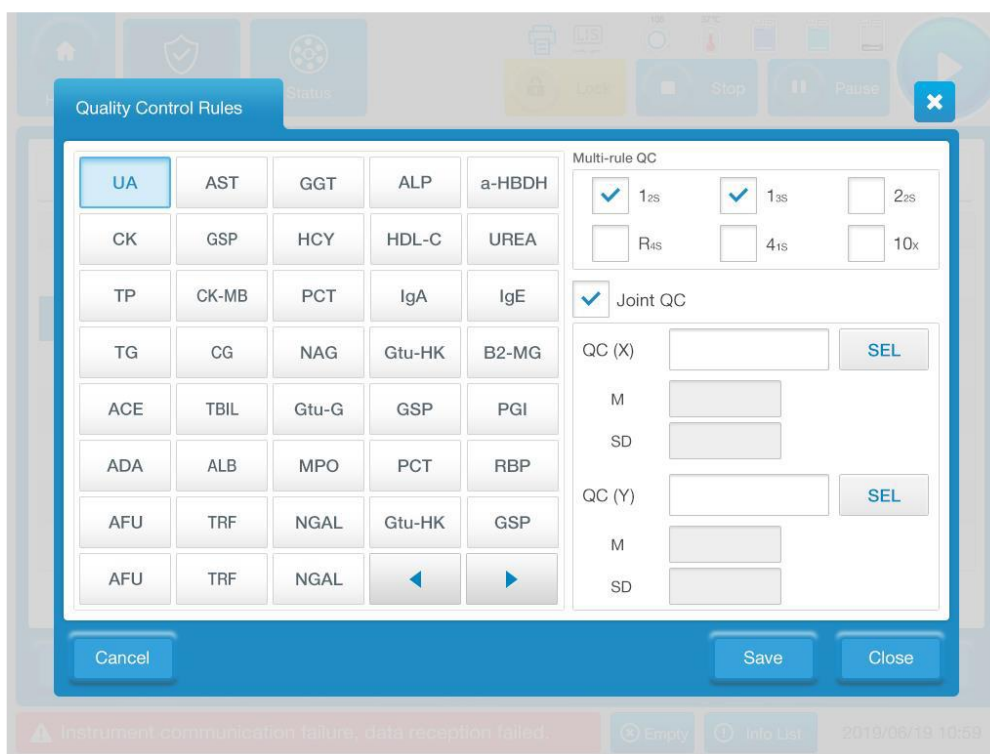 LIS
Status
Lock
Stop
Pause
Quality Control Rules
UA AST GGT ALP a-HBDH
CK GSP HCY HDL-C UREA
TP CK-MB PCT IgA IgE
TG CG NAG Gtu-HK B2-MG
ACE TBIL Gtu-G GSP PGI
ADA ALB MPO PCT RBP
AFU TRF NGAL Gtu-HK GSP
AFU TRF NGAL
Multi-rule QC
12S 13S 22S
R4S 41S 10X
Joint QC
QC (X) SEL
M
SD
QC (Y) SEL
M
SD
Cancel Save Close
Instrument communication failure, data reception failed.
Empty Info List 2019/06/19 10:59